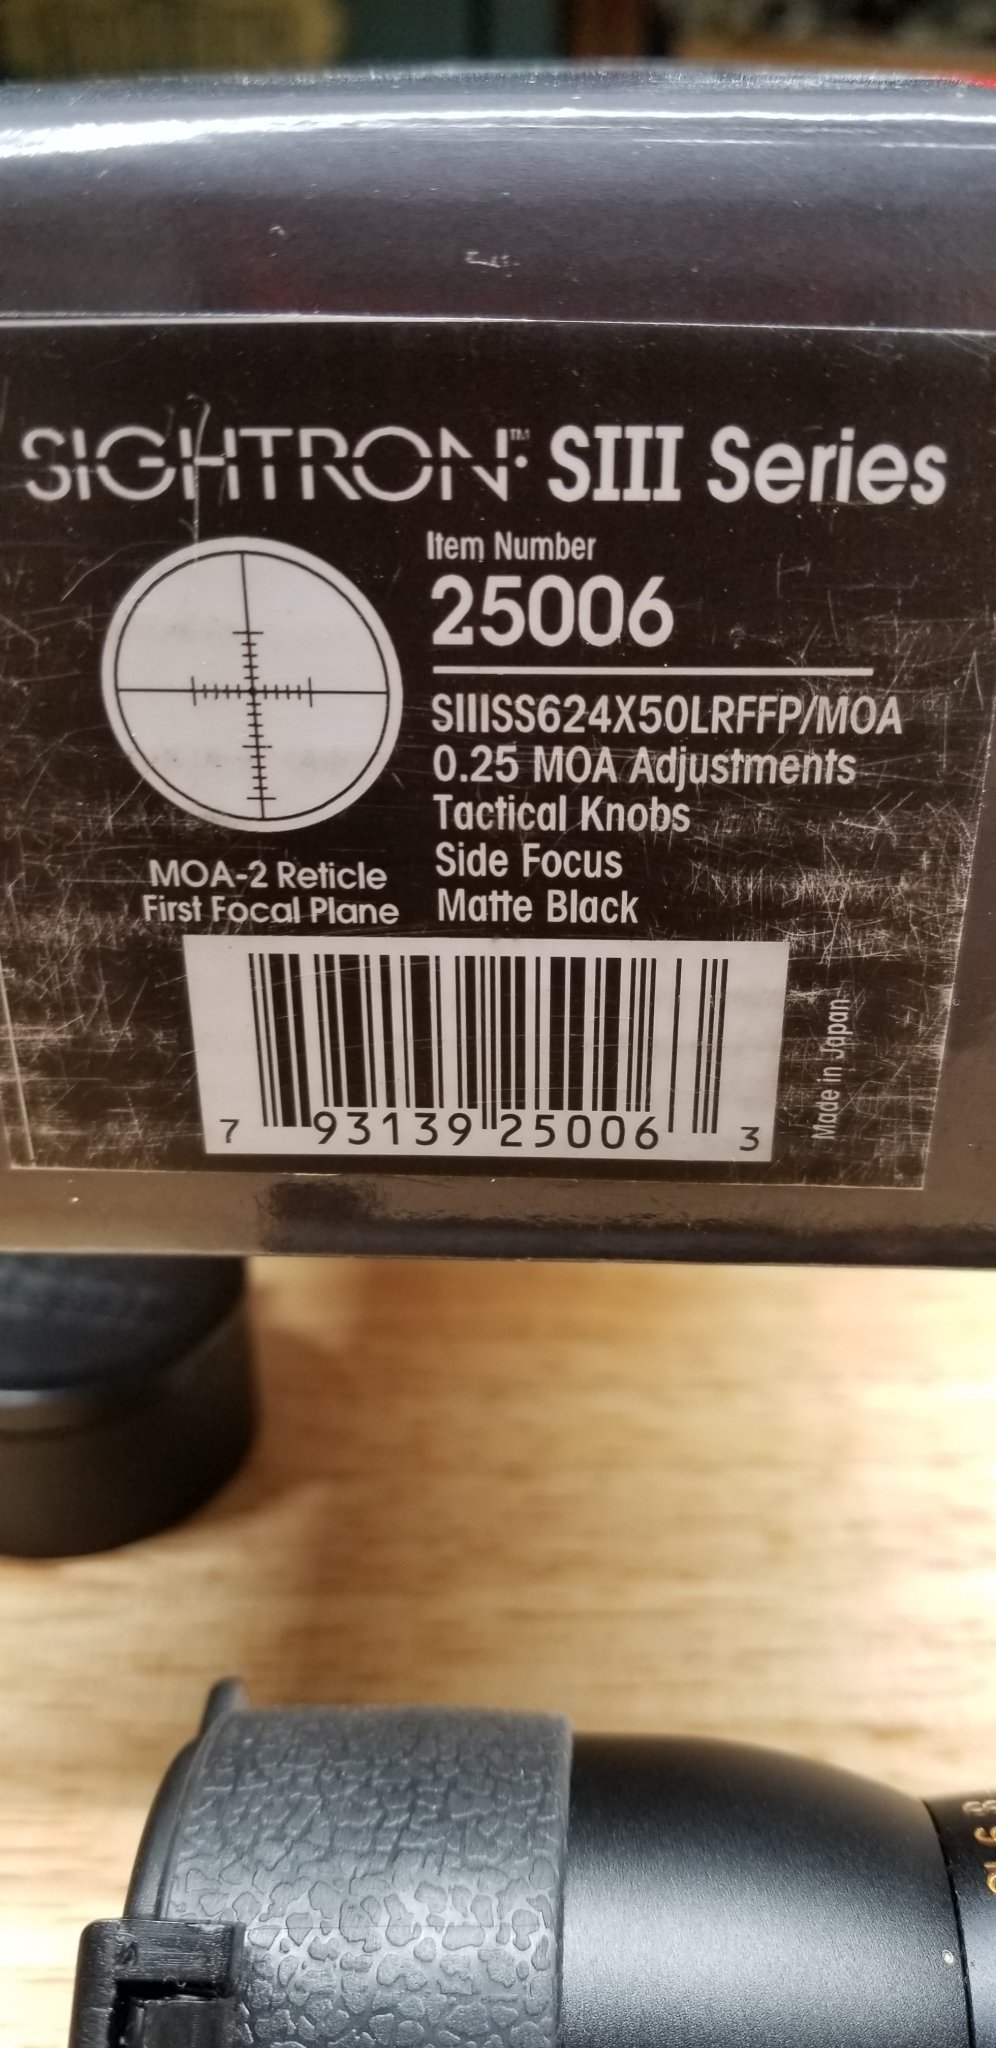 SIGHTRON™ SIII Series
Item Number
25006
SIIISS624X50LRFFP/MOA
0.25 MOA Adjustments
Tactical Knobs
Side Focus
Matte Black
MOA-2 Reticle
First Focal Plane
7 93139 25006 3
Made in Japan